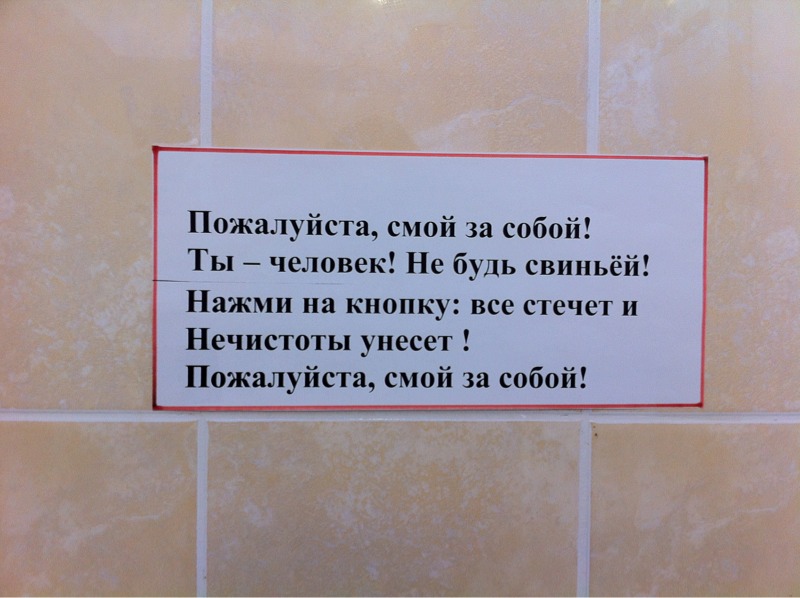 Пожалуйста, смой за собой!
Ты – человек! Не будь свиньёй!
Нажми на кнопку: все стечет и
Нечистоты унесет !
Пожалуйста, смой за собой!